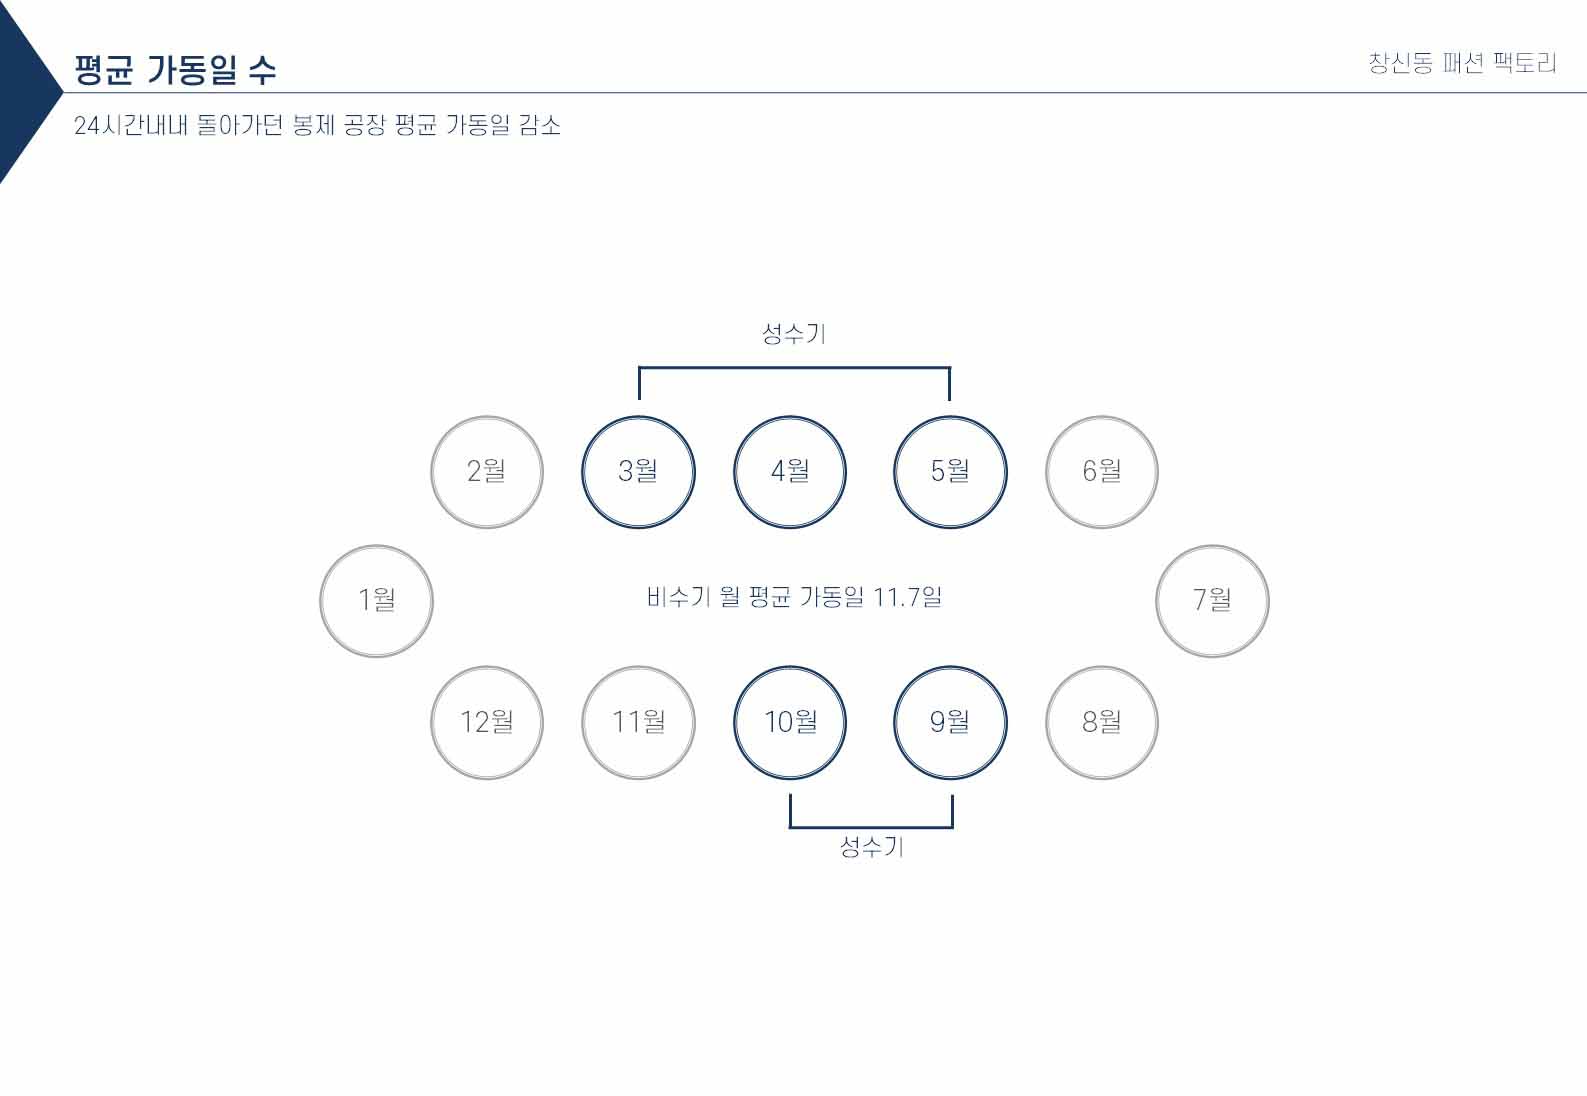 평균 가동일 수
창신동 패션 팩토리
24시간내내 돌아가던 봉제 공장 평균 가동일 감소
성수기
2월 3월 4월 5월 6월
1월 비수기 월 평균 가동일 11.7일 7월
12월 11월 10월 9월 8월
성수기